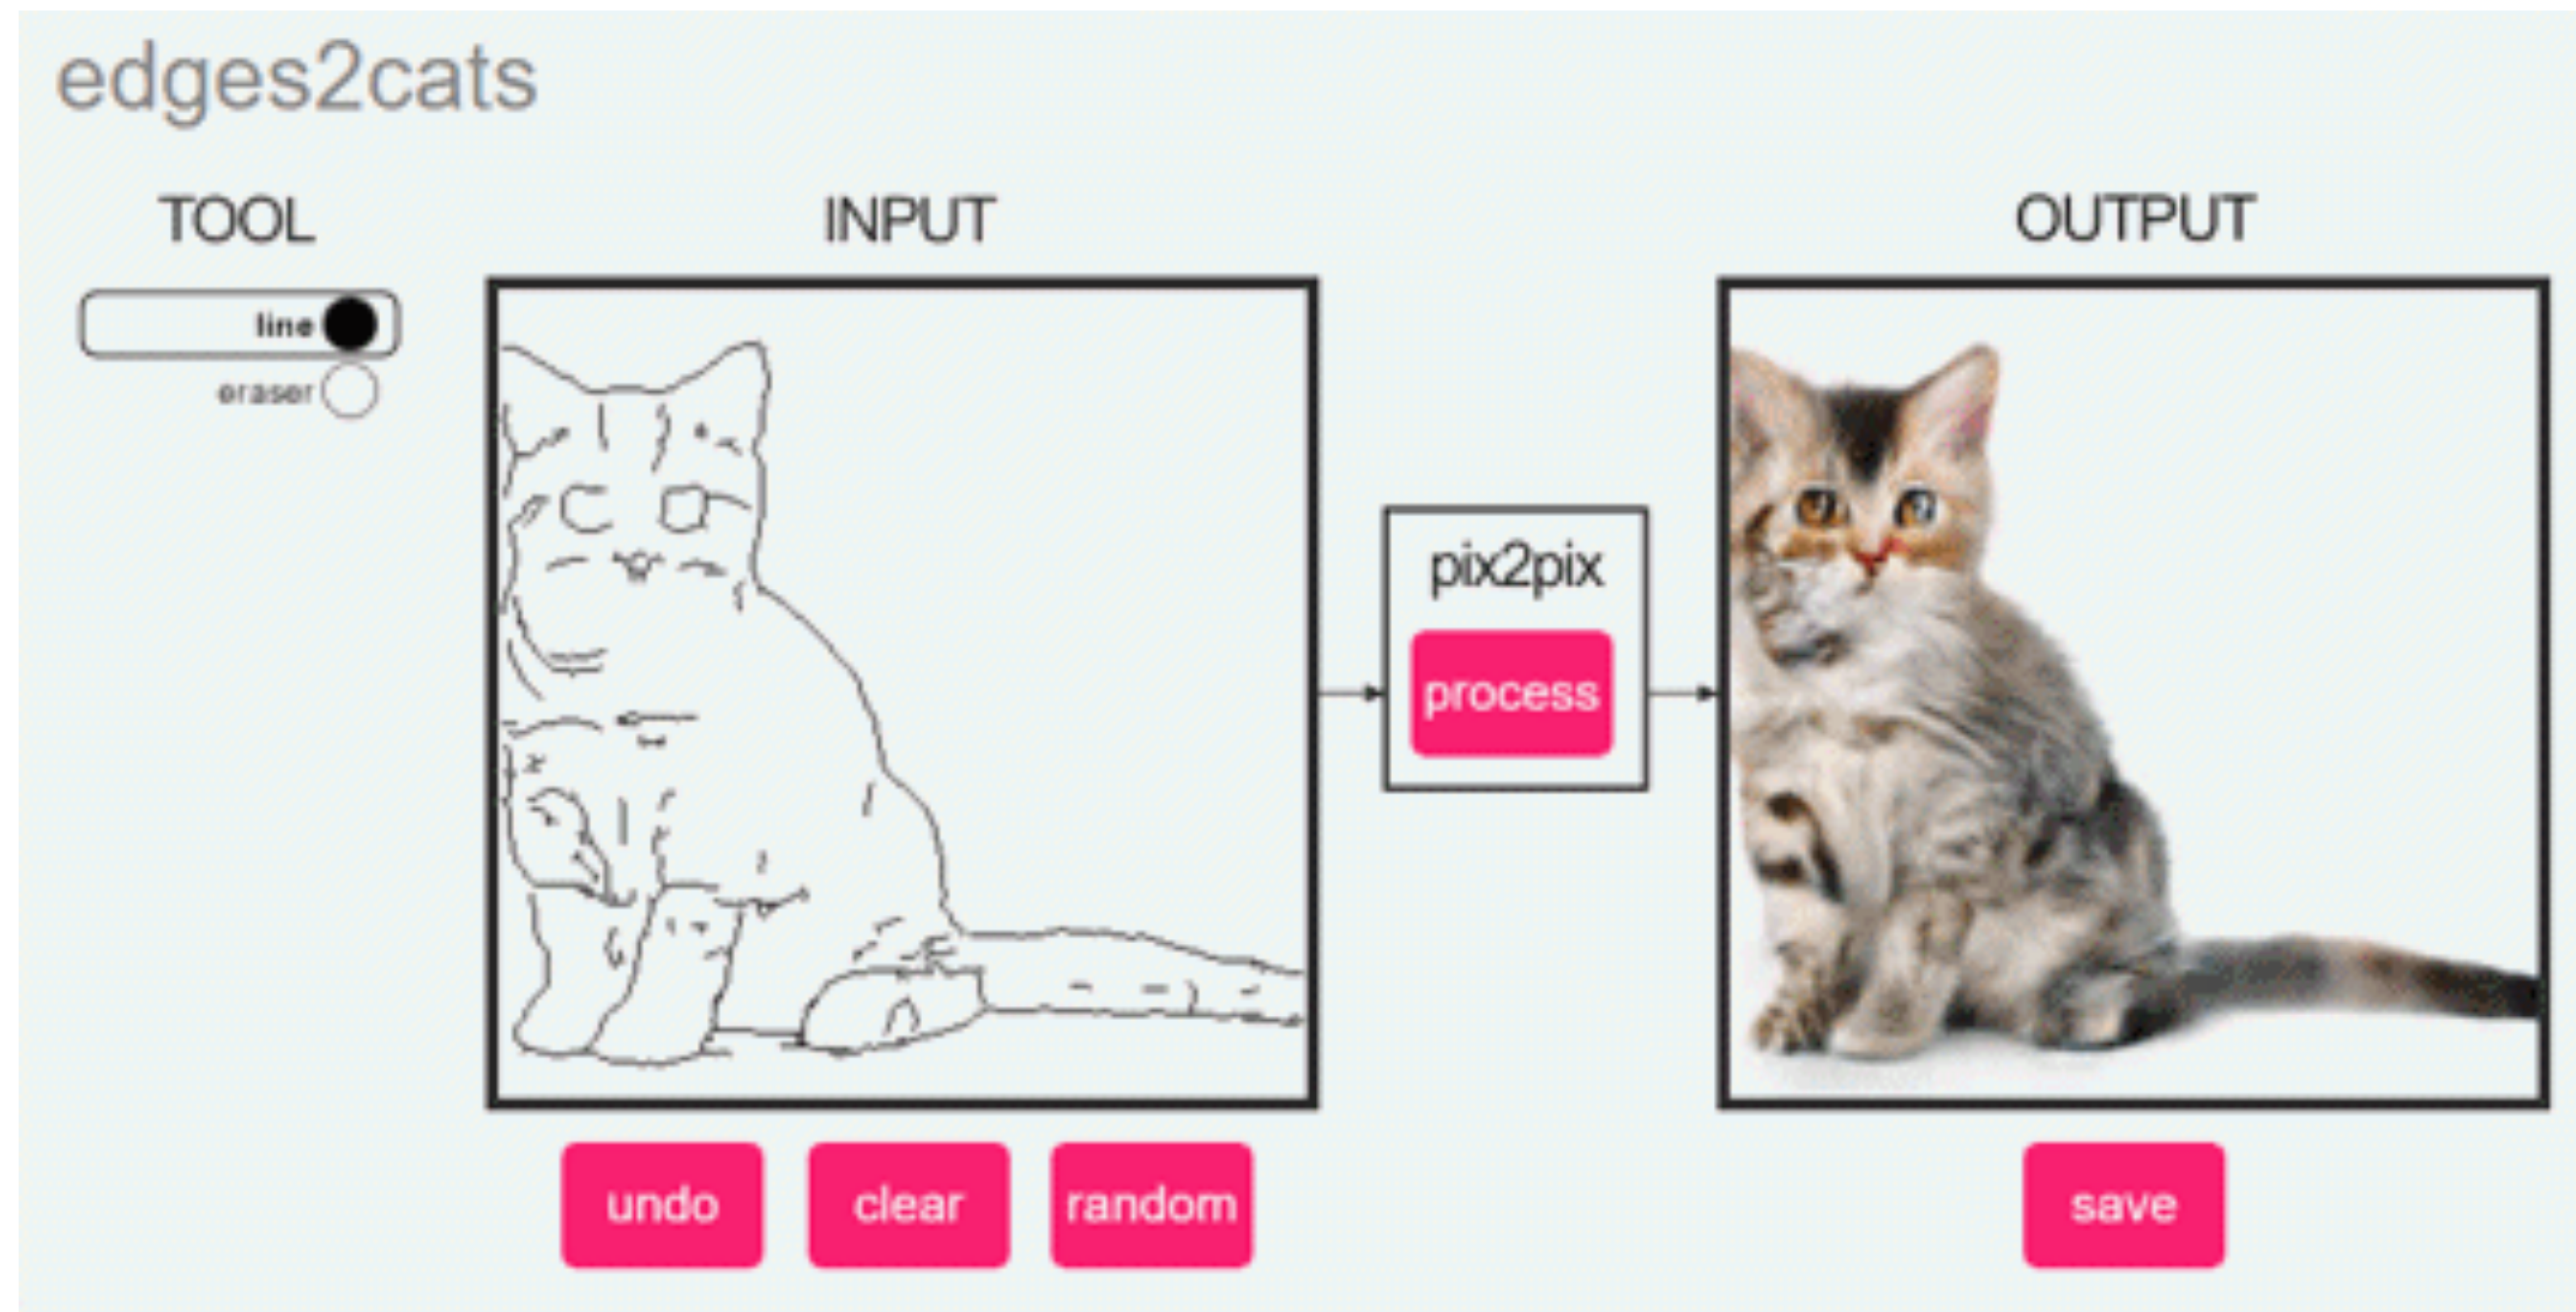 edges2cats
TOOL
INPUT
OUTPUT
line
eraser
pix2pix
process
undo
clear
random
save